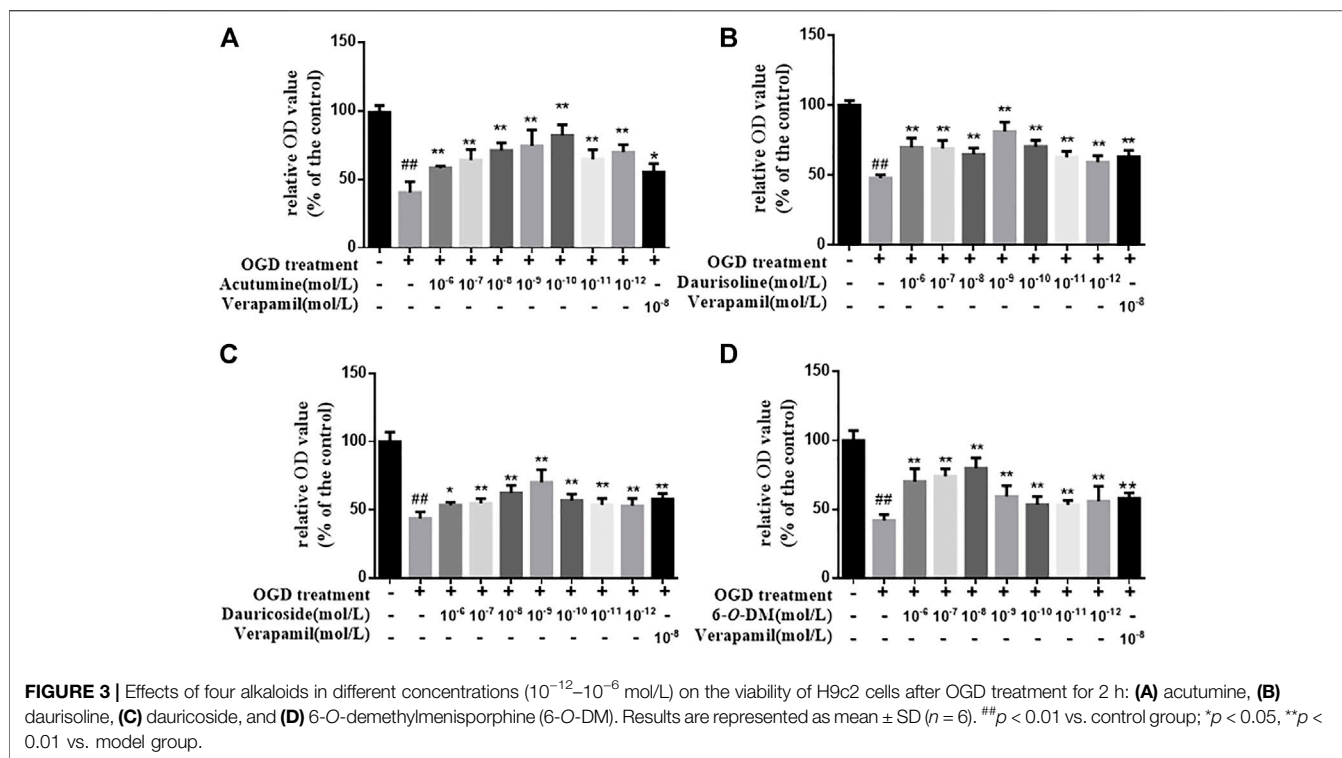 A
150
100
50
0
relative OD value
(% of the control)
##
**
**
**
**
**
**
**
*
OGD treatment - + + + + + + + + +
Acutumine(mol/L) - - 10⁻⁶ 10⁻⁷ 10⁻⁸ 10⁻⁹ 10⁻¹⁰ 10⁻¹¹ 10⁻¹² -
Verapamil(mol/L) - - - - - - - - - 10⁻⁸
B
150
100
50
0
relative OD value
(% of the control)
##
**
**
**
**
**
**
**
**
OGD treatment - + + + + + + + + +
Daurisoline(mol/L) - - 10⁻⁶ 10⁻⁷ 10⁻⁸ 10⁻⁹ 10⁻¹⁰ 10⁻¹¹ 10⁻¹² -
Verapamil(mol/L) - - - - - - - - - 10⁻⁸
C
150
100
50
0
relative OD value
(% of the control)
##
*
**
**
**
**
**
**
**
OGD treatment - + + + + + + + + +
Dauricoside(mol/L) - - 10⁻⁶ 10⁻⁷ 10⁻⁸ 10⁻⁹ 10⁻¹⁰ 10⁻¹¹ 10⁻¹² -
Verapamil(mol/L) - - - - - - - - - 10⁻⁸
D
150
100
50
0
relative OD value
(% of the control)
##
**
**
**
**
**
**
**
**
OGD treatment - + + + + + + + + +
6-O-DM(mol/L) - - 10⁻⁶ 10⁻⁷ 10⁻⁸ 10⁻⁹ 10⁻¹⁰ 10⁻¹¹ 10⁻¹² -
Verapamil(mol/L) - - - - - - - - - 10⁻⁸
FIGURE 3 | Effects of four alkaloids in different concentrations (10⁻¹²–10⁻⁶ mol/L) on the viability of H9c2 cells after OGD treatment for 2 h: (A) acutumine, (B)
daurisoline, (C) dauricoside, and (D) 6-O-demethylmenisporphine (6-O-DM). Results are represented as mean ± SD (n = 6). ##p < 0.01 vs. control group; *p < 0.05, **p <
0.01 vs. model group.